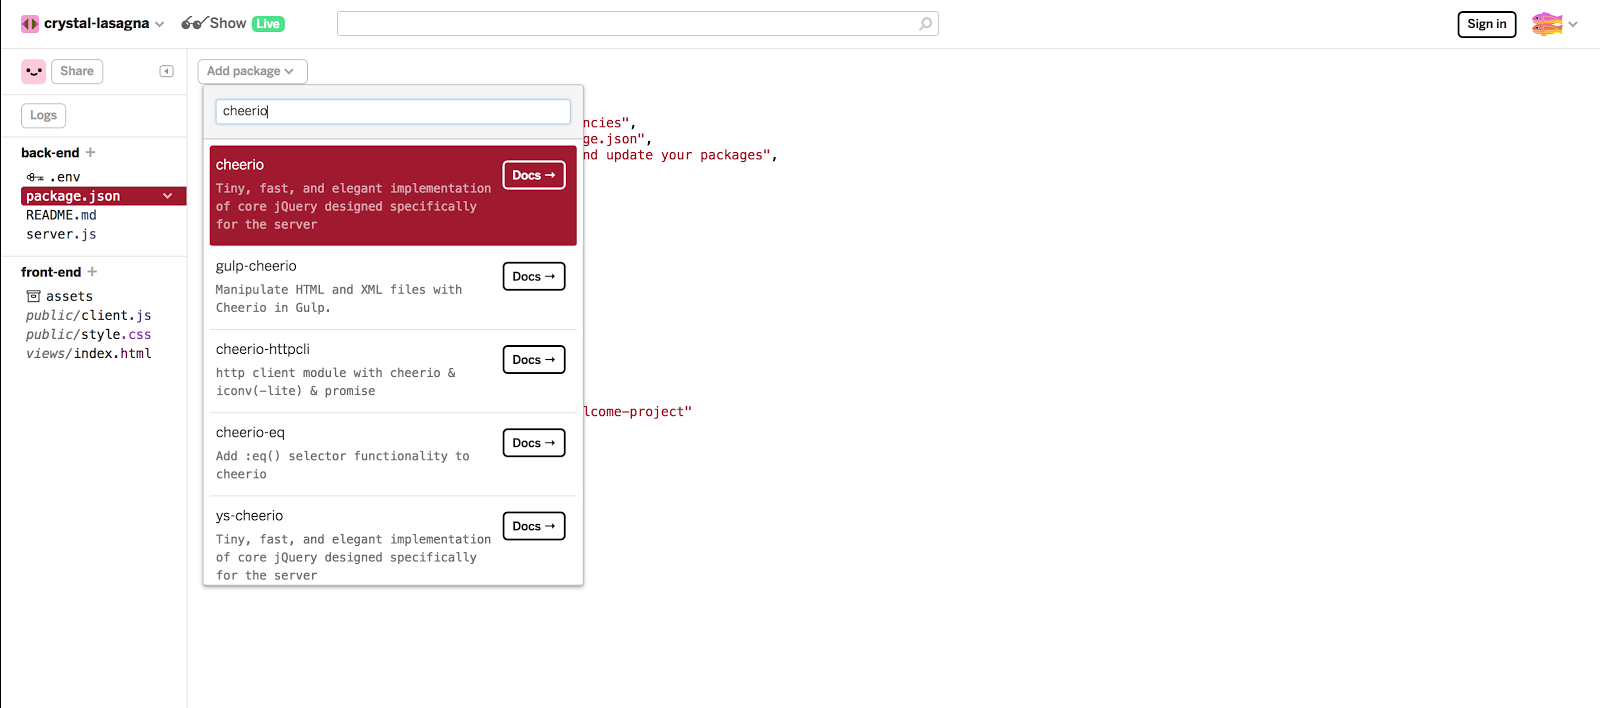 crystal-lasagna
Show Live
Sign in
Share
Add package
Logs
cheerio
ncies",
ge.json",
nd update your packages",
back-end +
.env
package.json
README.md
server.js
front-end +
assets
public/client.js
public/style.css
views/index.html
cheerio
Docs →
Tiny, fast, and elegant implementation
of core jQuery designed specifically
for the server
gulp-cheerio
Docs →
Manipulate HTML and XML files with
Cheerio in Gulp.
cheerio-httpcli
Docs →
http client module with cheerio &
iconv(-lite) & promise
lcome-project"
cheerio-eq
Docs →
Add :eq() selector functionality to
cheerio
ys-cheerio
Docs →
Tiny, fast, and elegant implementation
of core jQuery designed specifically
for the server